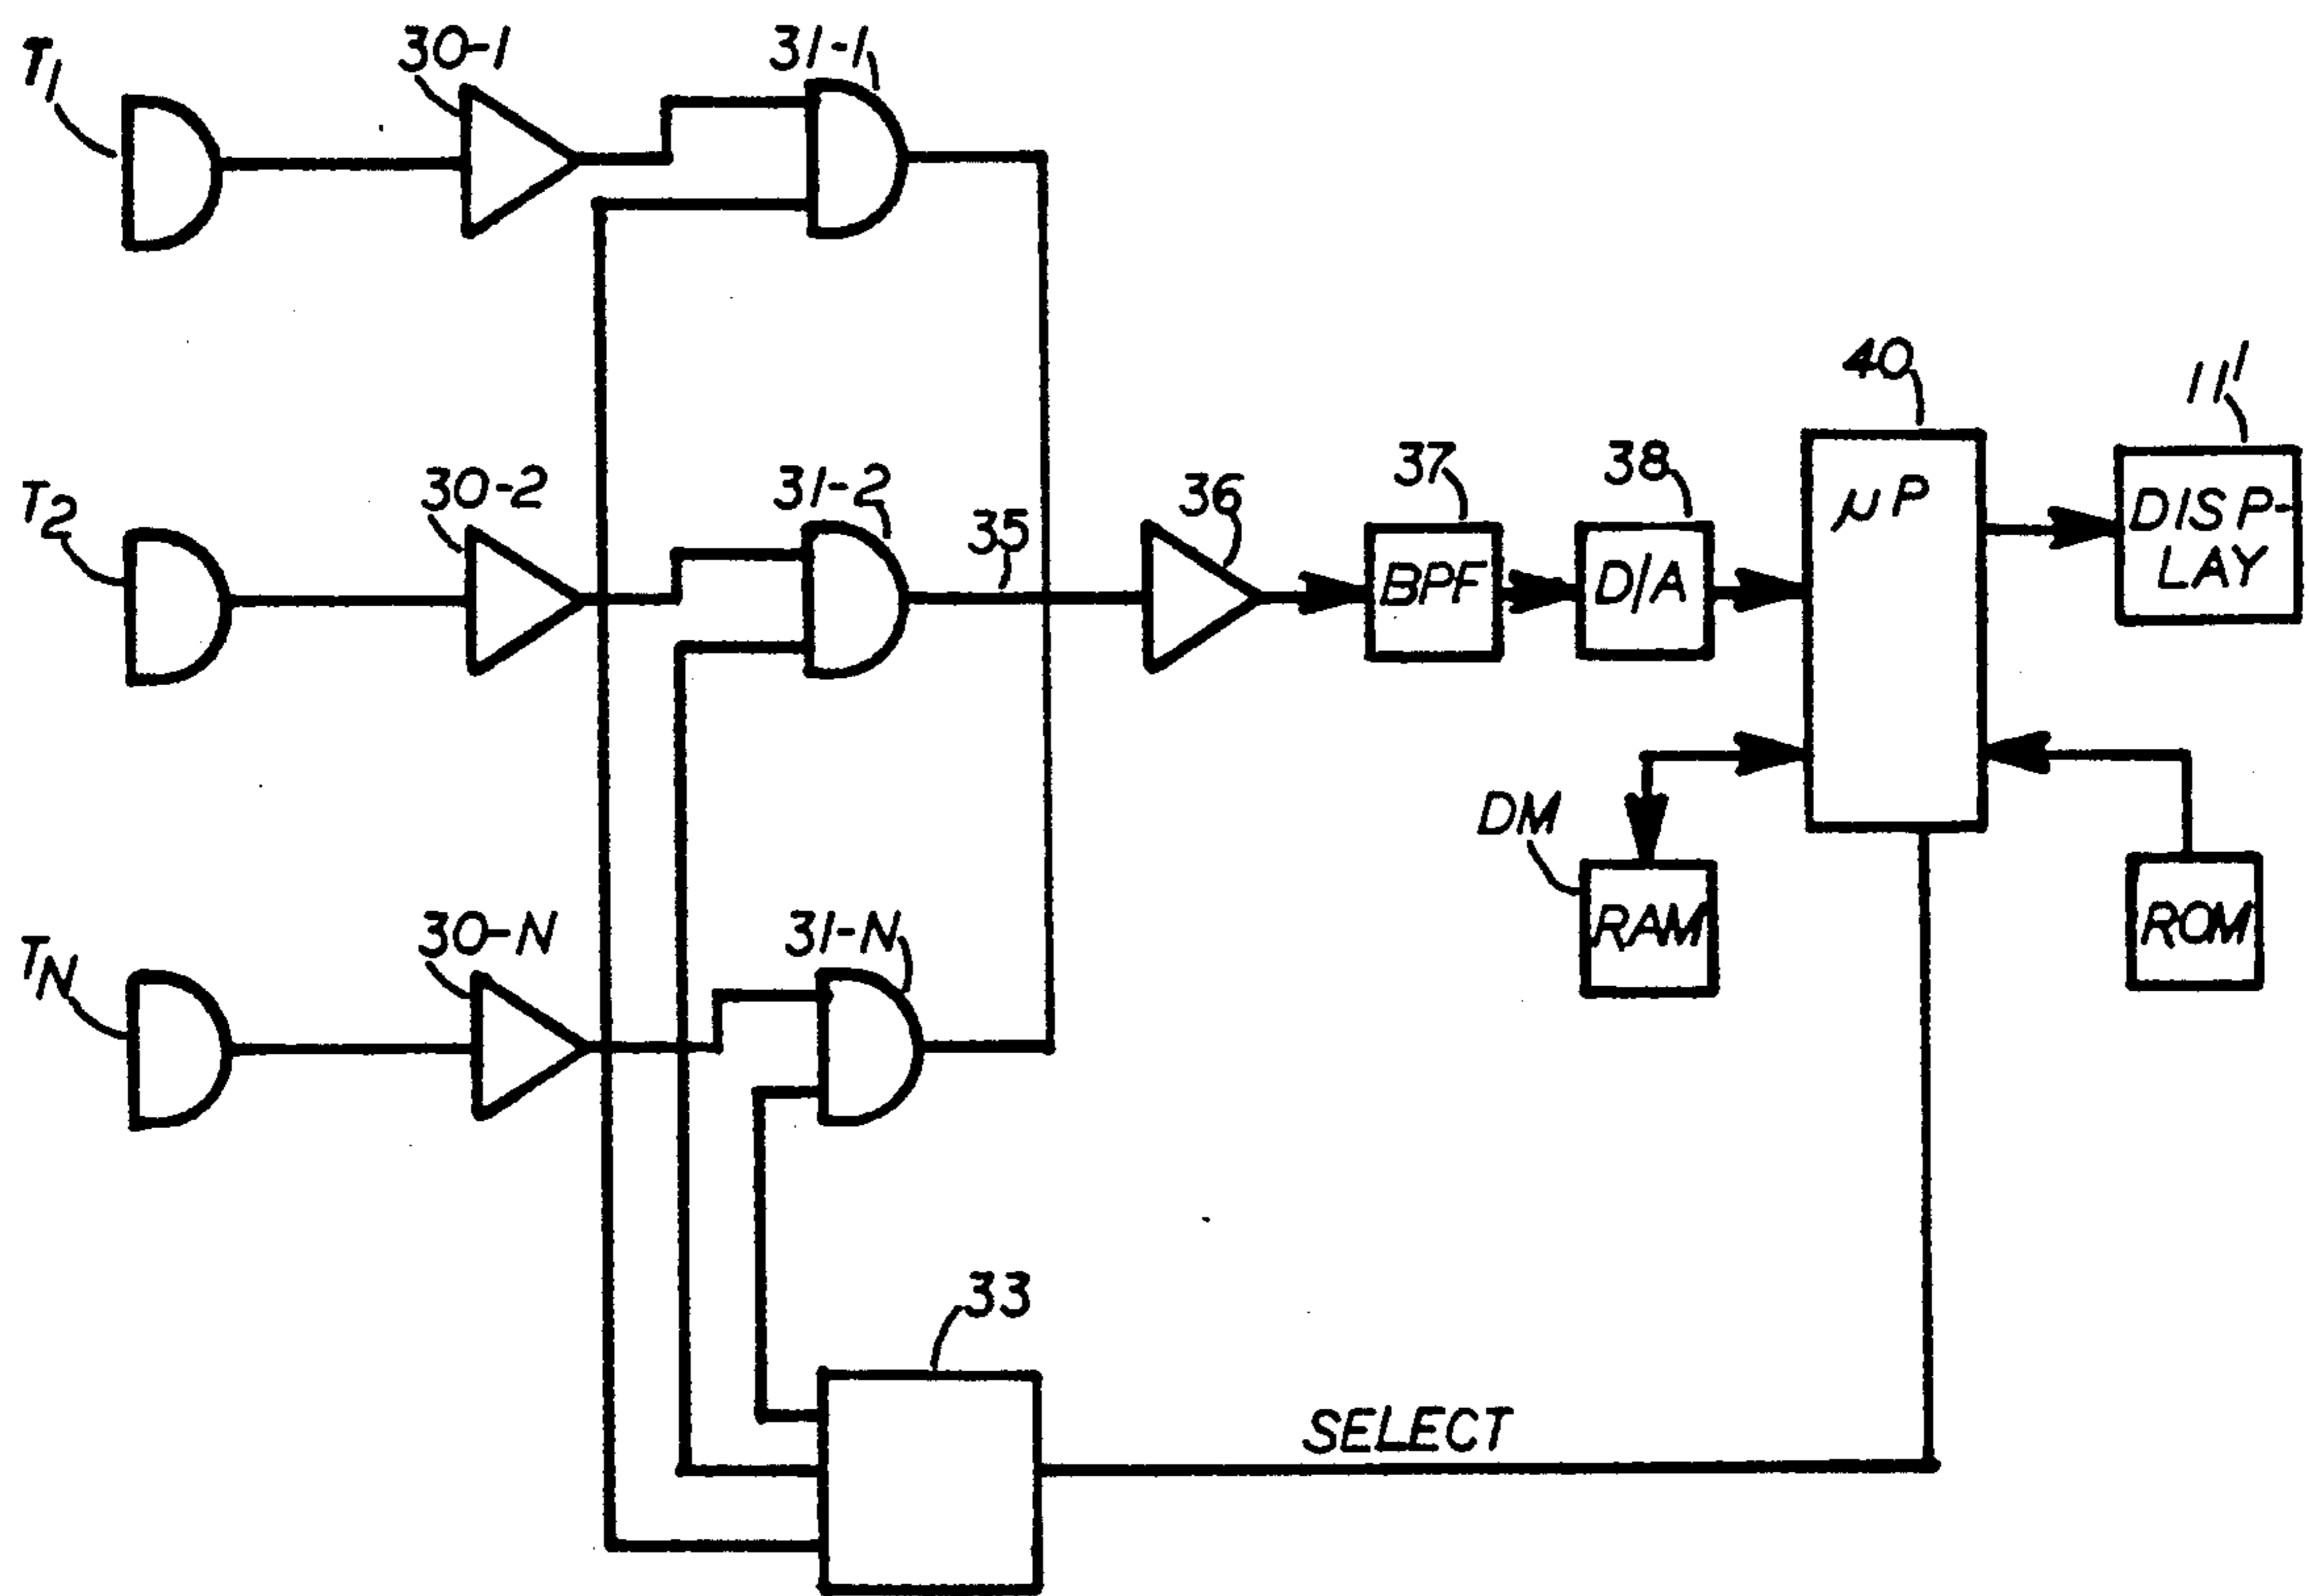 T1
30-1
31-1
T2
30-2
31-2
35
36
37
BPF
38
D/A
40
μP
11'
DISP-
LAY
TN
30-N
31-N
DM
RAM
ROM
33
SELECT